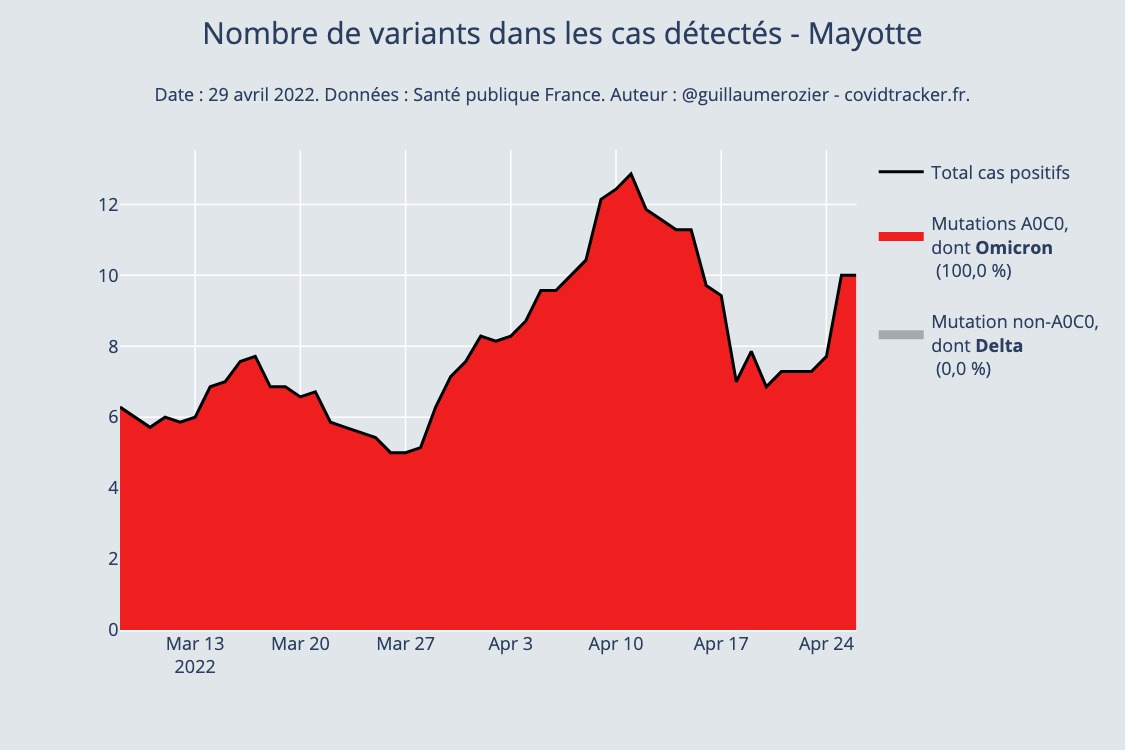 Nombre de variants dans les cas détectés - Mayotte
Date : 29 avril 2022. Données : Santé publique France. Auteur : @guillaumerozier - covidtracker.fr.
Total cas positifs
Mutations A0C0,
dont Omicron
(100,0 %)
Mutation non-A0C0,
dont Delta
(0,0 %)
12
10
8
6
4
2
0
Mar 13
2022
Mar 20
Mar 27
Apr 3
Apr 10
Apr 17
Apr 24